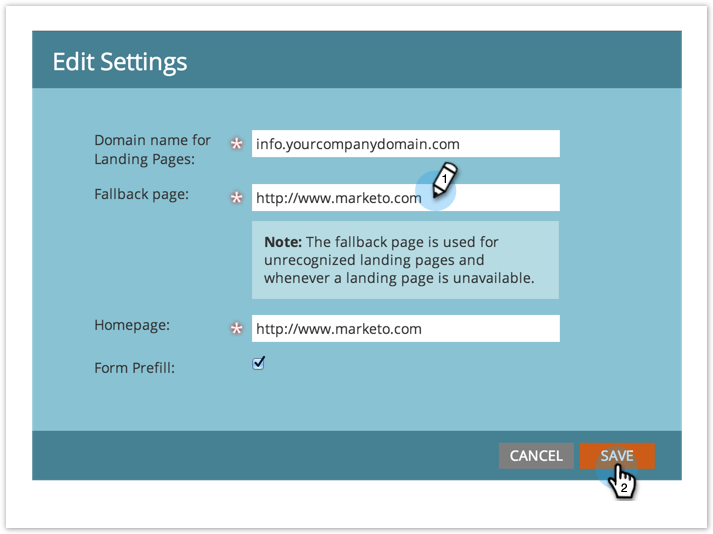 Edit Settings
Domain name for
Landing Pages:
* info.yourcompanydomain.com
Fallback page:
* http://www.marketo.com
1
Note: The fallback page is used for
unrecognized landing pages and
whenever a landing page is unavailable.
Homepage:
* http://www.marketo.com
Form Prefill:
CANCEL
SAVE
2